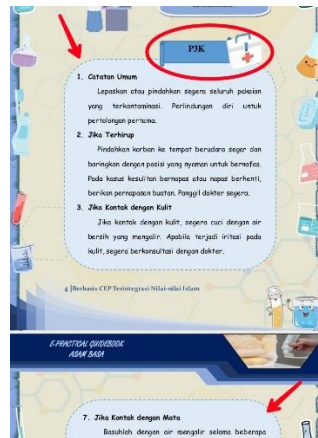 P3K
1. Catatan Umum
Lepaskan atau pindahkan segera seluruh pakaian
yang terkontaminasi. Perlindungan diri untuk
pertolongan pertama.
2. Jika Terhirup
Pindahkan korban ke tempat berudara segar dan
baringkan dengan posisi yang nyaman untuk bernafas.
Pada kasus kesulitan bernapas atau napas berhenti,
berikan pernapasan buatan. Panggil dokter segera.
3. Jika Kontak dengan Kulit
Jika kontak dengan kulit, segera cuci dengan air
bersih yang mengalir. Apabila terjadi iritasi pada
kulit, segera berkonsultasi dengan dokter.
4 |Berbasis CEP Terintegrasi Nilai-nilai Islam
E-PRACTICAL GUIDEBOOK
ASAM BASA
7. Jika Kontak dengan Mata
Basuhlah dengan air mengalir selama beberapa